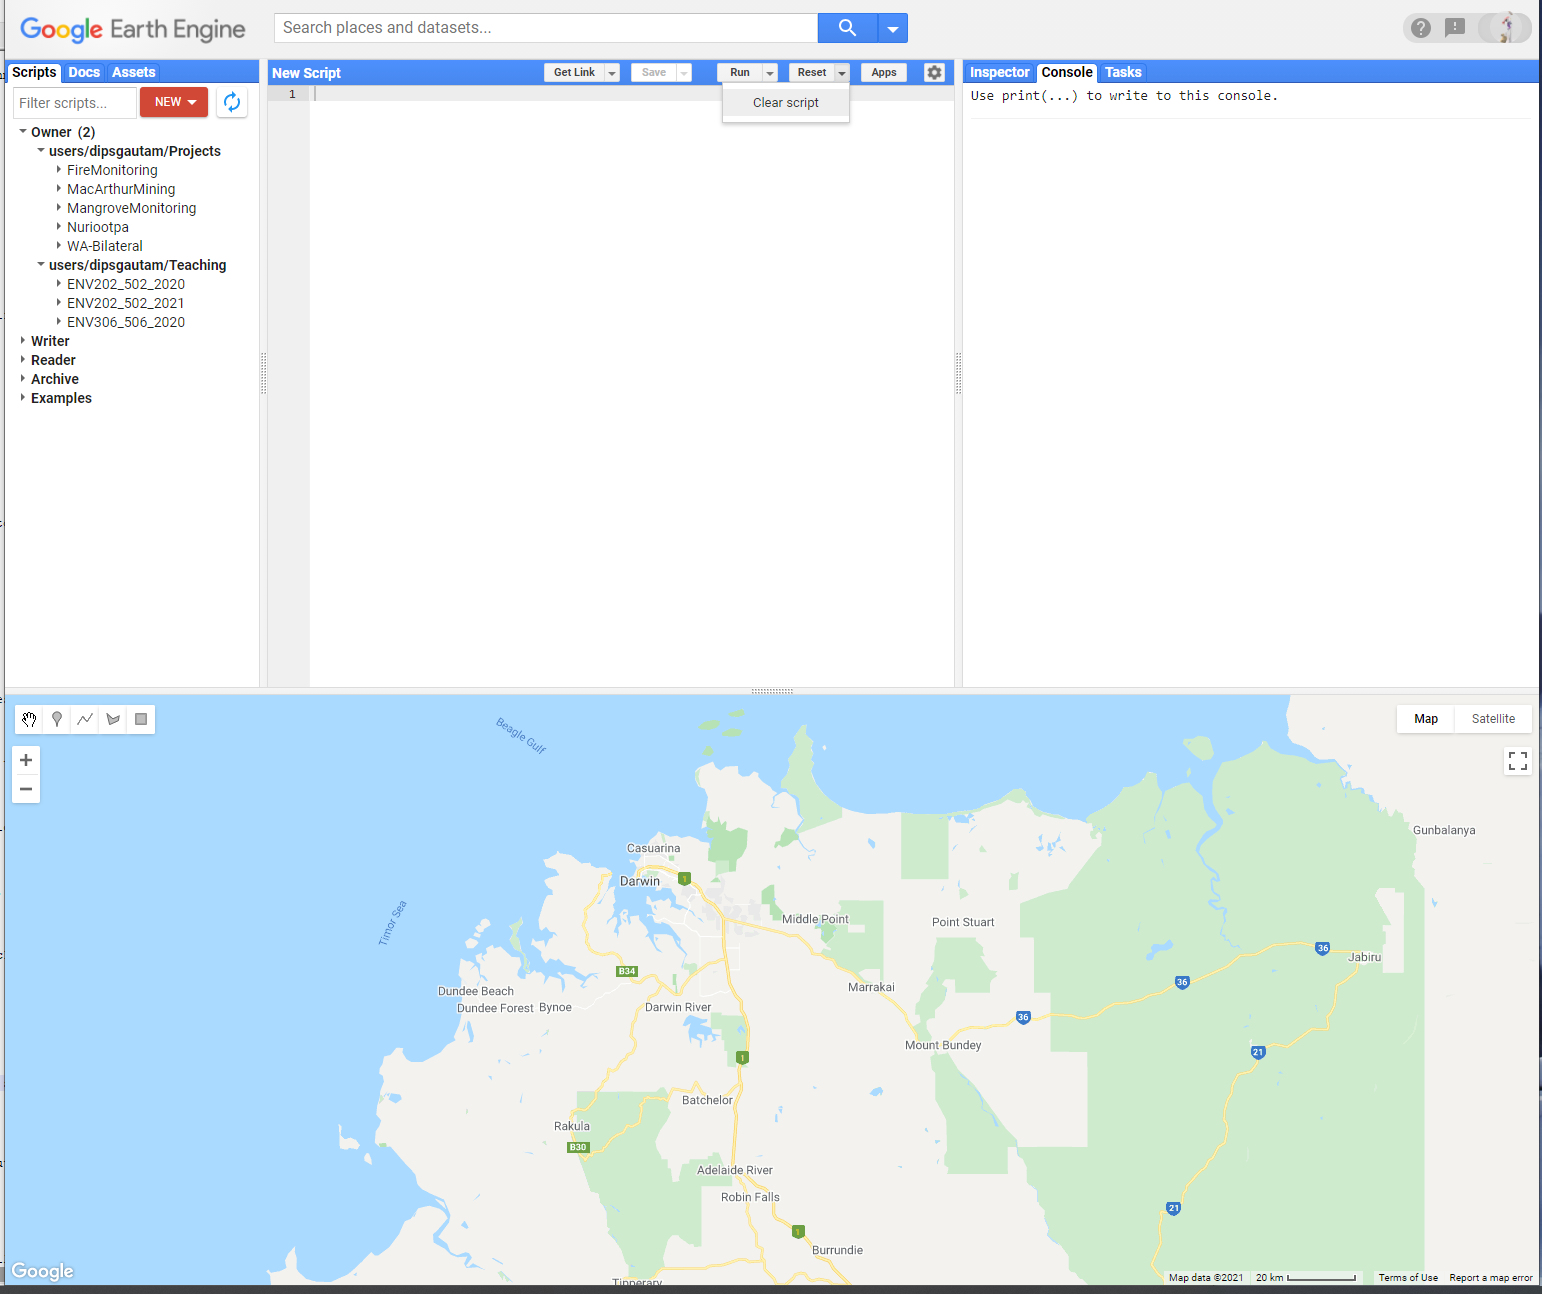 Google Earth Engine
Search places and datasets...
Scripts Docs Assets
New Script
Get Link Save Run Reset Apps
Inspector Console Tasks
Filter scripts... NEW
1
Clear script
Use print(...) to write to this console.
Owner (2)
users/dipsgautam/Projects
FireMonitoring
MacArthurMining
MangroveMonitoring
Nuriootpa
WA-Bilateral
users/dipsgautam/Teaching
ENV202_502_2020
ENV202_502_2021
ENV306_506_2020
Writer
Reader
Archive
Examples
Map Satellite
Beagle Gulf
Gunbalanya
Casuarina
Darwin
1
Timor Sea
Middle Point
Point Stuart
36
Jabiru
B34
36
Dundee Beach
Marrakai
Dundee Forest Bynoe
Darwin River
36
Mount Bundey
21
1
Batchelor
Rakula
B30
Adelaide River
Robin Falls
21
1
Burrundie
Google
Tipperary
Map data ©2021 20 km Terms of Use Report a map error